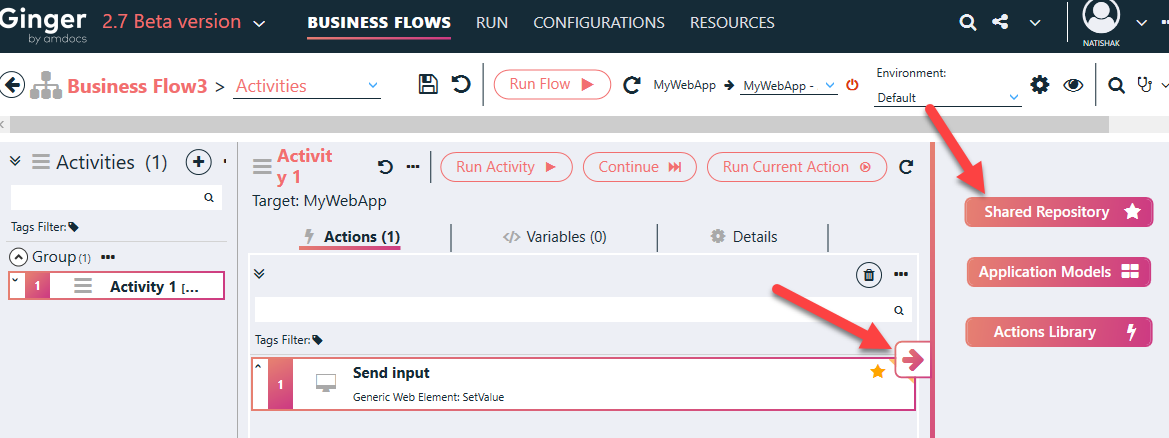 Ginger 2.7 Beta version BUSINESS FLOWS RUN CONFIGURATIONS RESOURCES
by amdocs
NATISHAK
Business Flow3 > Activities Run Flow MyWebApp MyWebApp - Environment:
Default
Activities (1)
Tags Filter:
Group (1)
1 Activity 1 [...
Activit
y 1
Run Activity Continue Run Current Action
Target: MyWebApp
Actions (1) </> Variables (0) Details
Tags Filter:
1 Send input
Generic Web Element: SetValue
Shared Repository
Application Models
Actions Library